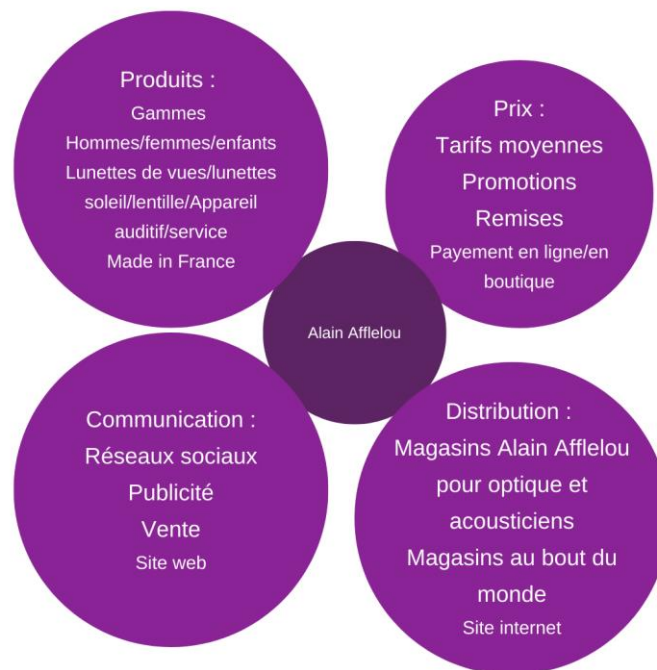 Produits :
Gammes
Hommes/femmes/enfants
Lunettes de vues/lunettes
soleil/lentille/Appareil
auditif/service
Made in France
Prix :
Tarifs moyennes
Promotions
Remises
Payement en ligne/en
boutique
Alain Afflelou
Communication :
Réseaux sociaux
Publicité
Vente
Site web
Distribution :
Magasins Alain Afflelou
pour optique et
acousticiens
Magasins au bout du
monde
Site internet